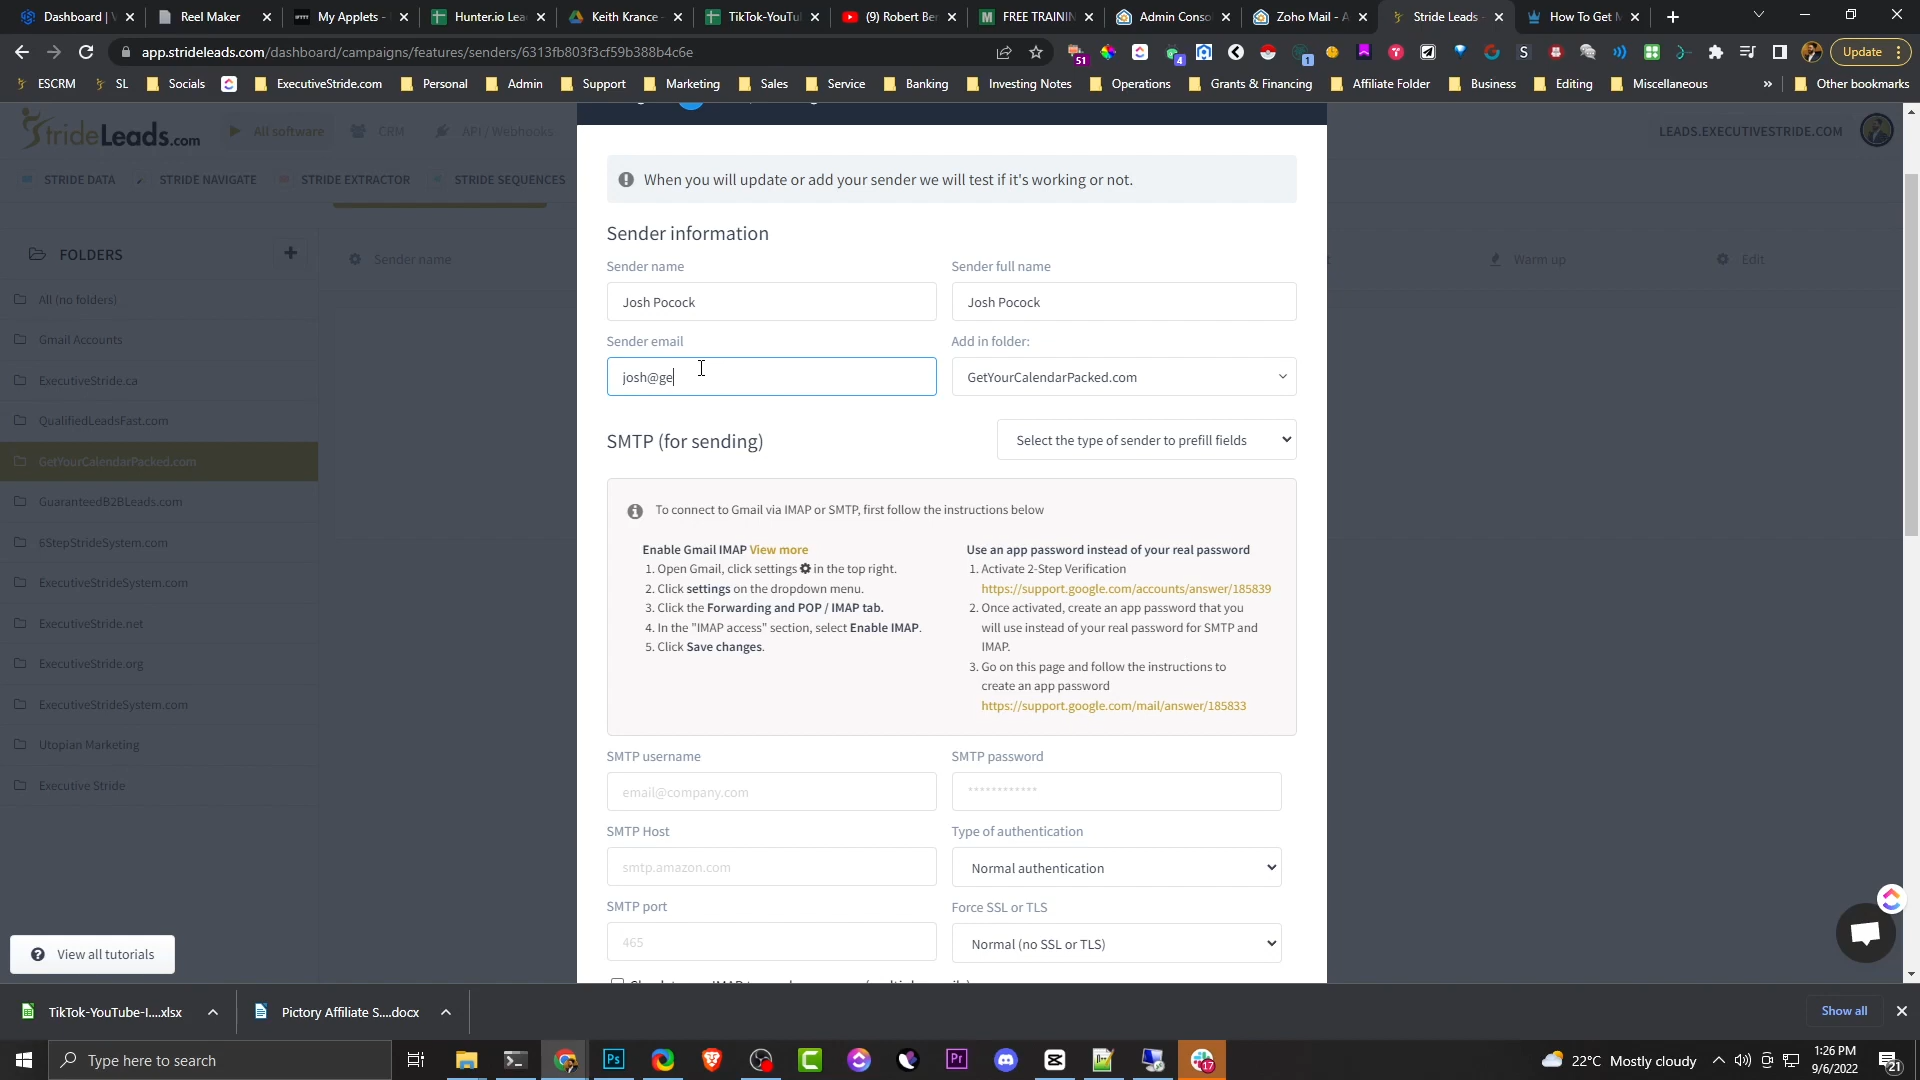 Dashboard | V
Reel Maker
My Applets -
Hunter.io Lea
Keith Krance -
TikTok-YouTu
(9) Robert Ber
FREE TRAININ
Admin Conso
Zoho Mail - A
Stride Leads -
How To Get M
app.strideleads.com/dashboard/campaigns/features/senders/6313fb803f3cf59b388b4c6e
51
4
1
Update
ESCRM
SL
Socials
ExecutiveStride.com
Personal
Admin
Support
Marketing
Sales
Service
Banking
Investing Notes
Operations
Grants & Financing
Affiliate Folder
Business
Editing
Miscellaneous
»
Other bookmarks
StrideLeads.com
All software
CRM
API / Webhooks
LEADS.EXECUTIVESTRIDE.COM
STRIDE DATA
STRIDE NAVIGATE
STRIDE EXTRACTOR
STRIDE SEQUENCES
FOLDERS
Sender name
Warm up
Edit
All (no folders)
Gmail Accounts
ExecutiveStride.ca
QualifiedLeadsFast.com
GetYourCalendarPacked.com
GuaranteedB2BLeads.com
6StepStrideSystem.com
ExecutiveStrideSystem.com
ExecutiveStride.net
ExecutiveStride.org
ExecutiveStrideSystem.com
Utopian Marketing
Executive Stride
View all tutorials
When you will update or add your sender we will test if it's working or not.
Sender information
Sender name
Sender full name
Josh Pocock
Josh Pocock
Sender email
Add in folder:
josh@ge
GetYourCalendarPacked.com
SMTP (for sending)
Select the type of sender to prefill fields
To connect to Gmail via IMAP or SMTP, first follow the instructions below
Enable Gmail IMAP View more
1. Open Gmail, click settings in the top right.
2. Click settings on the dropdown menu.
3. Click the Forwarding and POP / IMAP tab.
4. In the "IMAP access" section, select Enable IMAP.
5. Click Save changes.
Use an app password instead of your real password
1. Activate 2-Step Verification
https://support.google.com/accounts/answer/185839
2. Once activated, create an app password that you
will use instead of your real password for SMTP and
IMAP.
3. Go on this page and follow the instructions to
create an app password
https://support.google.com/mail/answer/185833
SMTP username
SMTP password
email@company.com
************
SMTP Host
Type of authentication
smtp.amazon.com
Normal authentication
SMTP port
Force SSL or TLS
465
Normal (no SSL or TLS)
TikTok-YouTube-I....xlsx
Pictory Affiliate S....docx
Show all
Type here to search
17
22°C Mostly cloudy
1:26 PM
9/6/2022
21